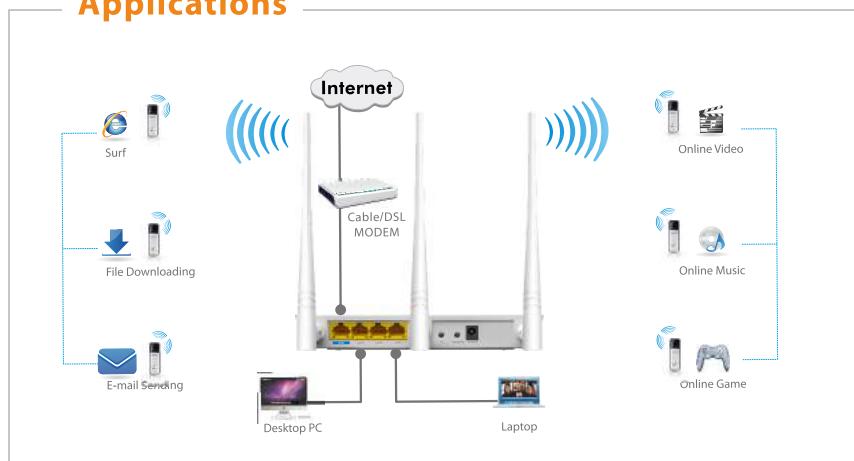 Applications
Internet
Surf
Online Video
Cable/DSL
MODEM
File Downloading
Online Music
E-mail Sending
Online Game
Desktop PC
Laptop